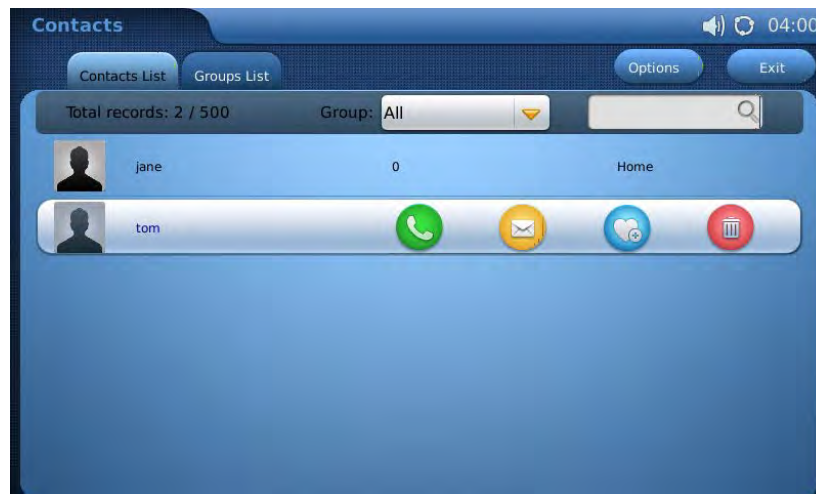 Contacts 04:00
Contacts List Groups List Options Exit
Total records: 2 / 500 Group: All
jane 0 Home
tom